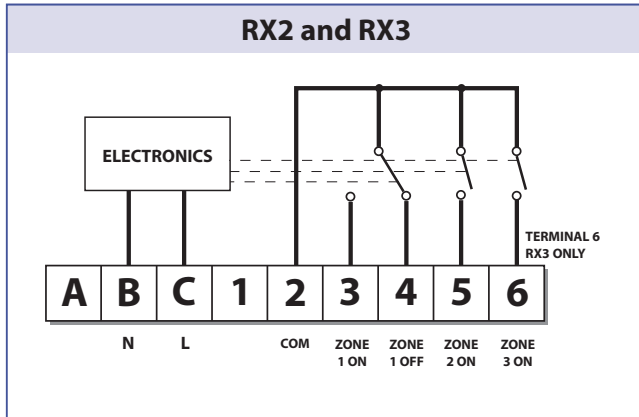 RX2 and RX3
ELECTRONICS
TERMINAL 6
RX3 ONLY
A B C 1 2 3 4 5 6
N L COM ZONE ZONE ZONE ZONE
1 ON 1 OFF 2 ON 3 ON